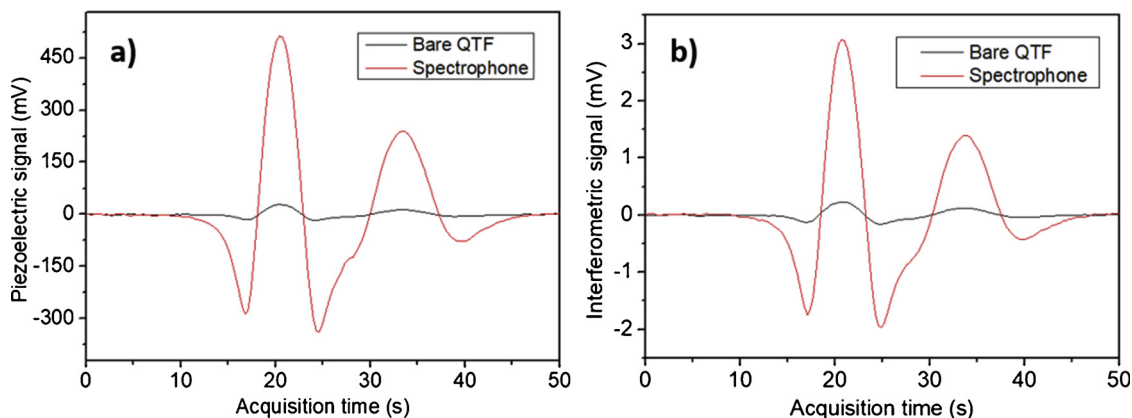 a)
Bare QTF
Spectrophone
Piezoelectric signal (mV)
450
300
150
0
-150
-300
0 10 20 30 40 50
Acquisition time (s)
b)
Bare QTF
Spectrophone
Interferometric signal (mV)
3
2
1
0
-1
-2
0 10 20 30 40 50
Acquisition time (s)